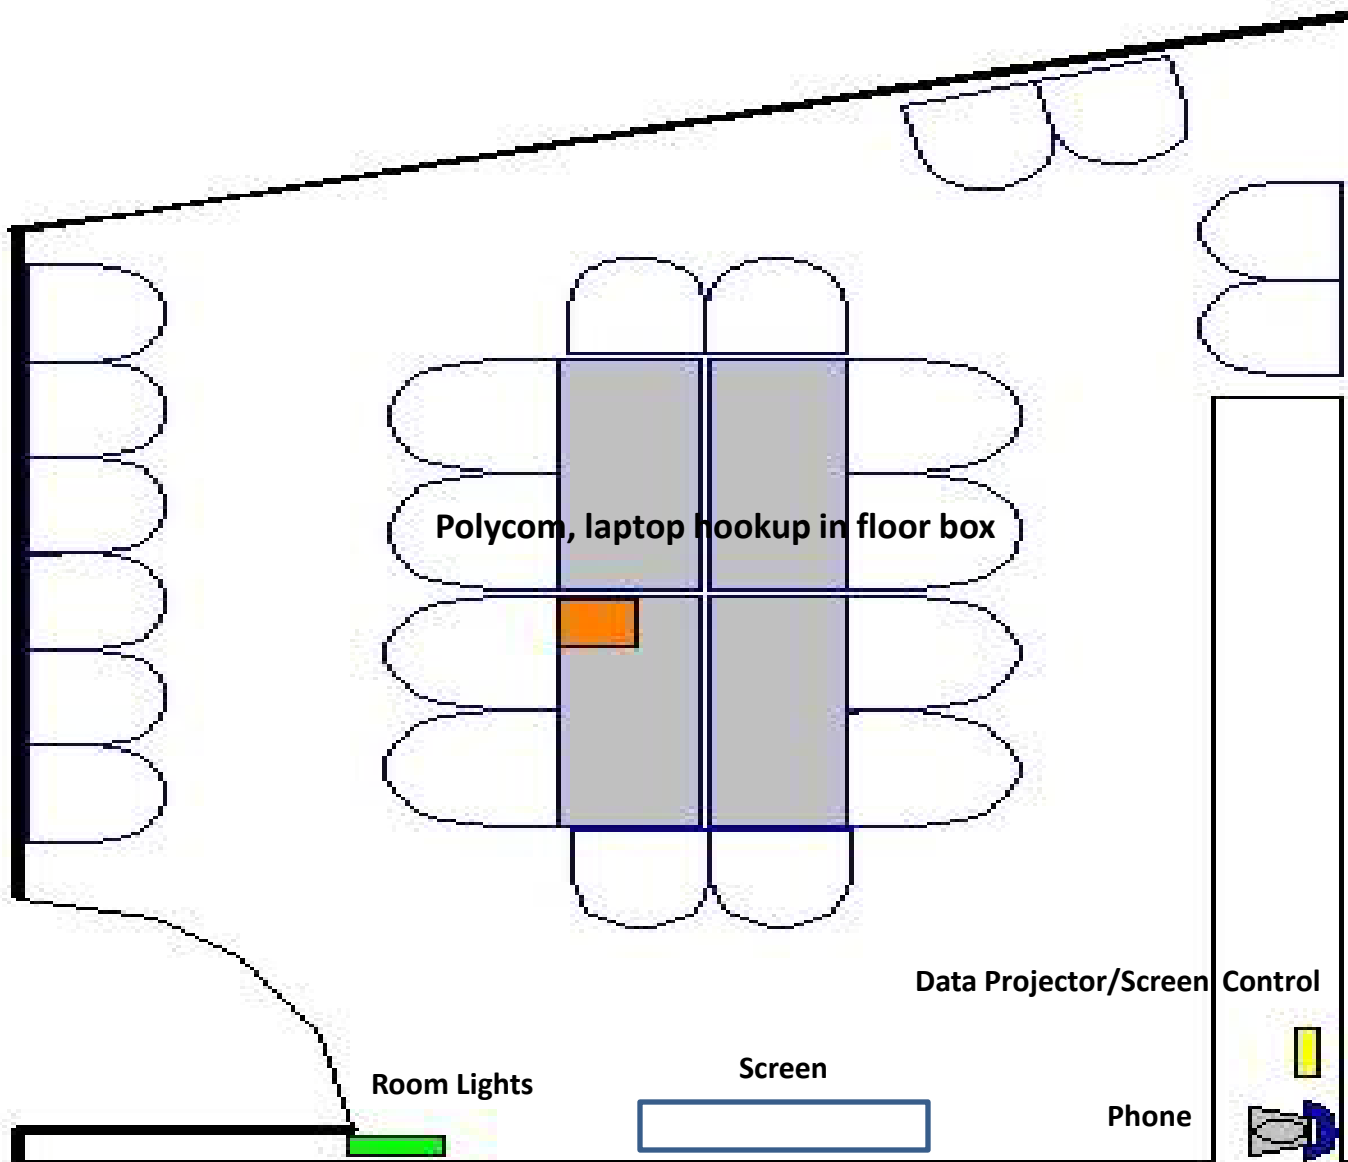 Polycom, laptop hookup in floor box
Data Projector/Screen Control
Room Lights
Screen
Phone